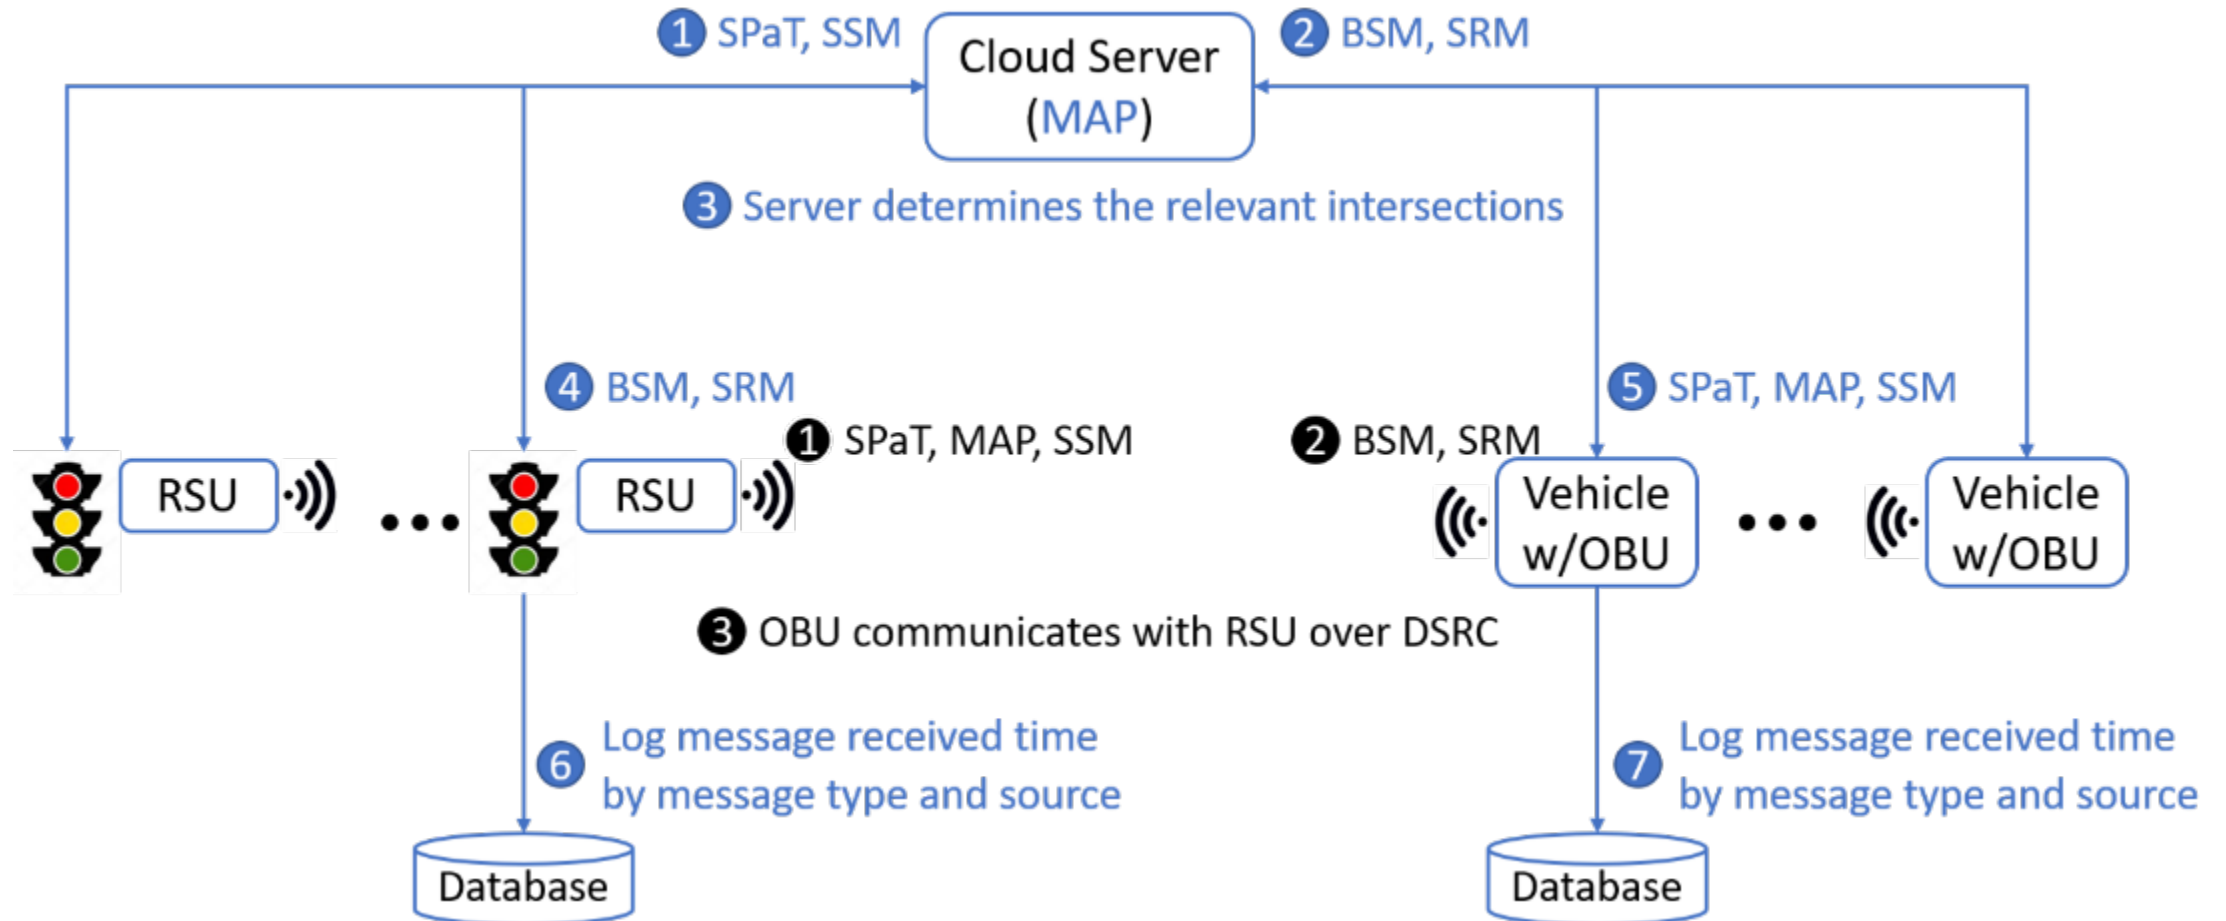 1 SPaT, SSM
Cloud Server
(MAP)
2 BSM, SRM
3 Server determines the relevant intersections
4 BSM, SRM
5 SPaT, MAP, SSM
1 SPaT, MAP, SSM
2 BSM, SRM
RSU
RSU
Vehicle
w/OBU
Vehicle
w/OBU
3 OBU communicates with RSU over DSRC
6 Log message received time
by message type and source
7 Log message received time
by message type and source
Database
Database